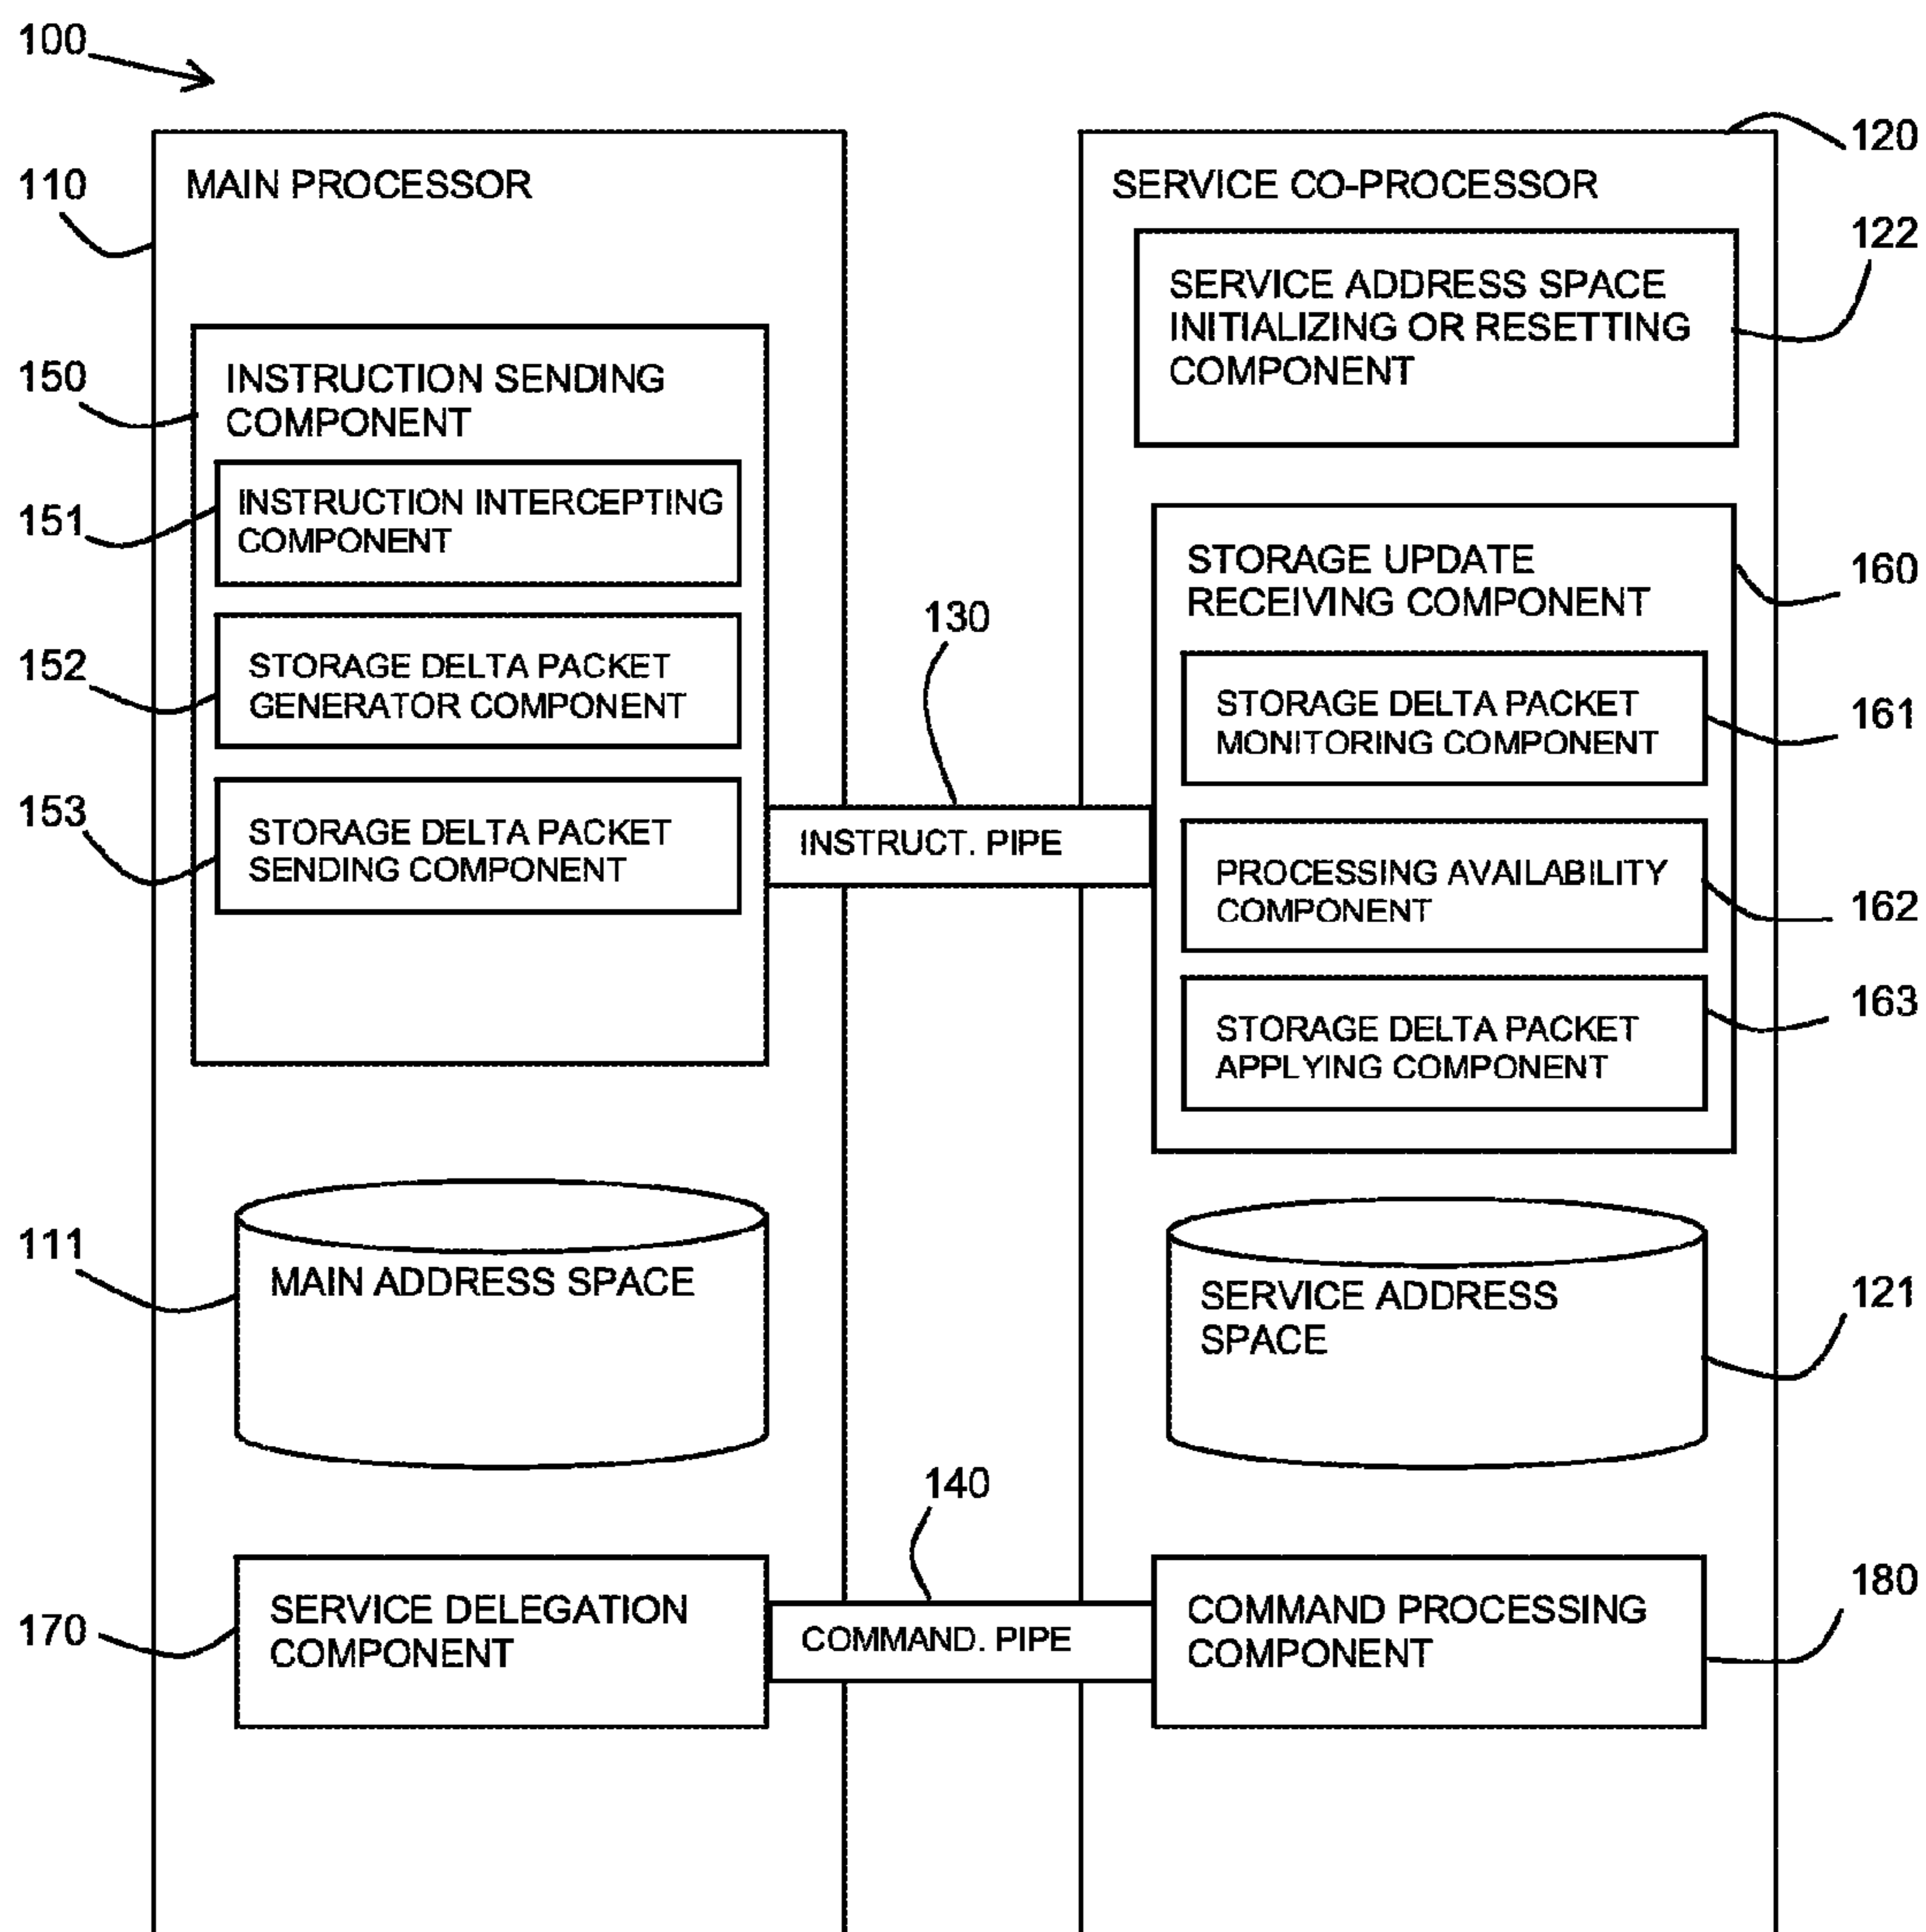 100
110
MAIN PROCESSOR
150
INSTRUCTION SENDING
COMPONENT
151
INSTRUCTION INTERCEPTING
COMPONENT
152
STORAGE DELTA PACKET
GENERATOR COMPONENT
153
STORAGE DELTA PACKET
SENDING COMPONENT
111
MAIN ADDRESS SPACE
170
SERVICE DELEGATION
COMPONENT
130
INSTRUCT. PIPE
140
COMMAND. PIPE
120
SERVICE CO-PROCESSOR
122
SERVICE ADDRESS SPACE
INITIALIZING OR RESETTING
COMPONENT
160
STORAGE UPDATE
RECEIVING COMPONENT
161
STORAGE DELTA PACKET
MONITORING COMPONENT
162
PROCESSING AVAILABILITY
COMPONENT
163
STORAGE DELTA PACKET
APPLYING COMPONENT
121
SERVICE ADDRESS
SPACE
180
COMMAND PROCESSING
COMPONENT